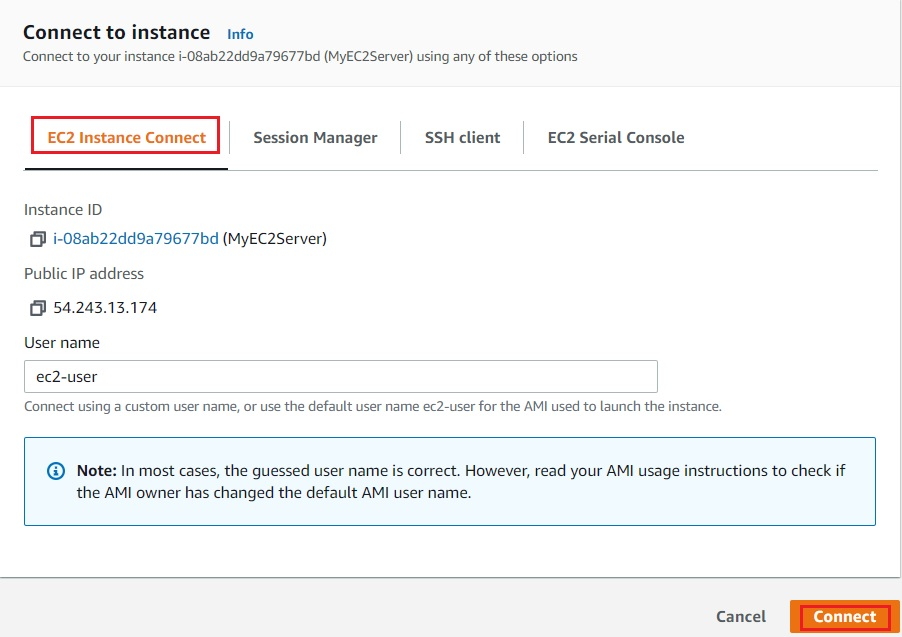 Connect to instance Info
Connect to your instance i-08ab22dd9a79677bd (MyEC2Server) using any of these options
EC2 Instance Connect Session Manager SSH client EC2 Serial Console
Instance ID
i-08ab22dd9a79677bd (MyEC2Server)
Public IP address
54.243.13.174
User name
ec2-user
Connect using a custom user name, or use the default user name ec2-user for the AMI used to launch the instance.
Note: In most cases, the guessed user name is correct. However, read your AMI usage instructions to check if
the AMI owner has changed the default AMI user name.
Cancel Connect